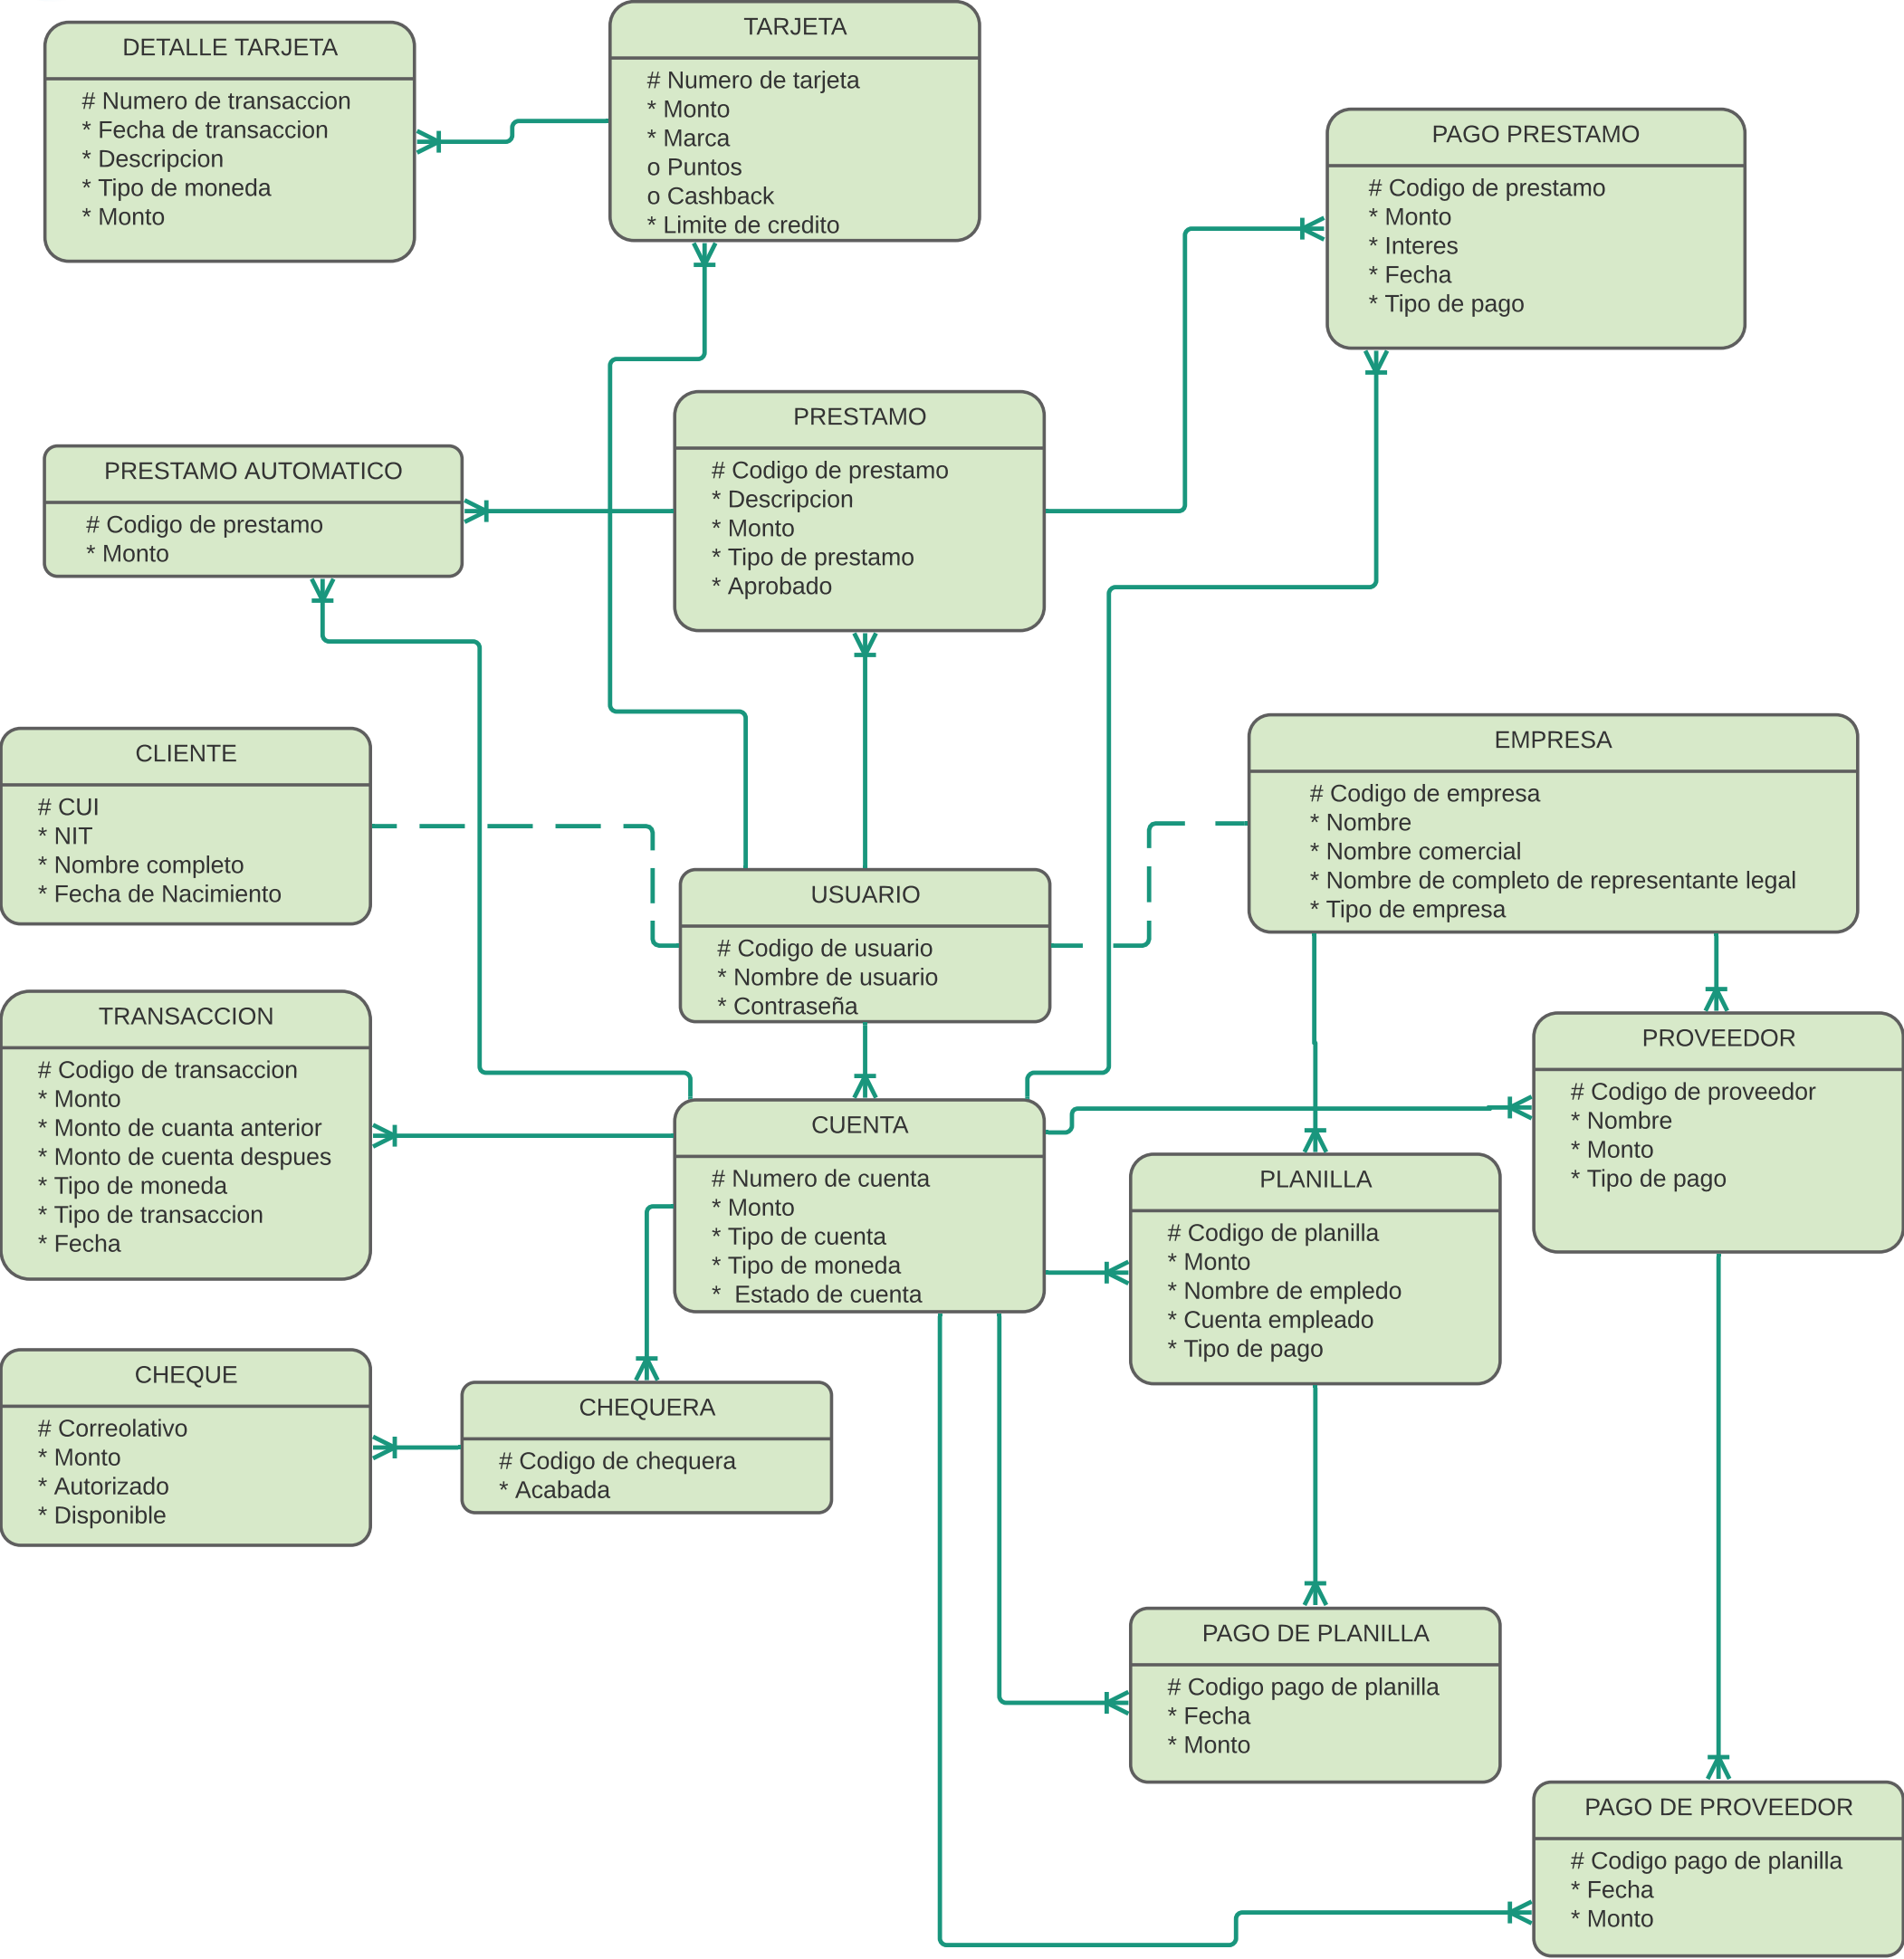 DETALLE TARJETA
# Numero de transaccion
* Fecha de transaccion
* Descripcion
* Tipo de moneda
* Monto
TARJETA
# Numero de tarjeta
* Monto
* Marca
o Puntos
o Cashback
* Limite de credito
PAGO PRESTAMO
# Codigo de prestamo
* Monto
* Interes
* Fecha
* Tipo de pago
PRESTAMO AUTOMATICO
# Codigo de prestamo
* Monto
PRESTAMO
# Codigo de prestamo
* Descripcion
* Monto
* Tipo de prestamo
* Aprobado
CLIENTE
# CUI
* NIT
* Nombre completo
* Fecha de Nacimiento
USUARIO
# Codigo de usuario
* Nombre de usuario
* Contraseña
EMPRESA
# Codigo de empresa
* Nombre
* Nombre comercial
* Nombre de completo de representante legal
* Tipo de empresa
TRANSACCION
# Codigo de transaccion
* Monto
* Monto de cuanta anterior
* Monto de cuenta despues
* Tipo de moneda
* Tipo de transaccion
* Fecha
CUENTA
# Numero de cuenta
* Monto
* Tipo de cuenta
* Tipo de moneda
*  Estado de cuenta
PLANILLA
# Codigo de planilla
* Monto
* Nombre de empledo
* Cuenta empleado
* Tipo de pago
PROVEEDOR
# Codigo de proveedor
* Nombre
* Monto
* Tipo de pago
CHEQUE
# Correolativo
* Monto
* Autorizado
* Disponible
CHEQUERA
# Codigo de chequera
* Acabada
PAGO DE PLANILLA
# Codigo pago de planilla
* Fecha
* Monto
PAGO DE PROVEEDOR
# Codigo pago de planilla
* Fecha
* Monto